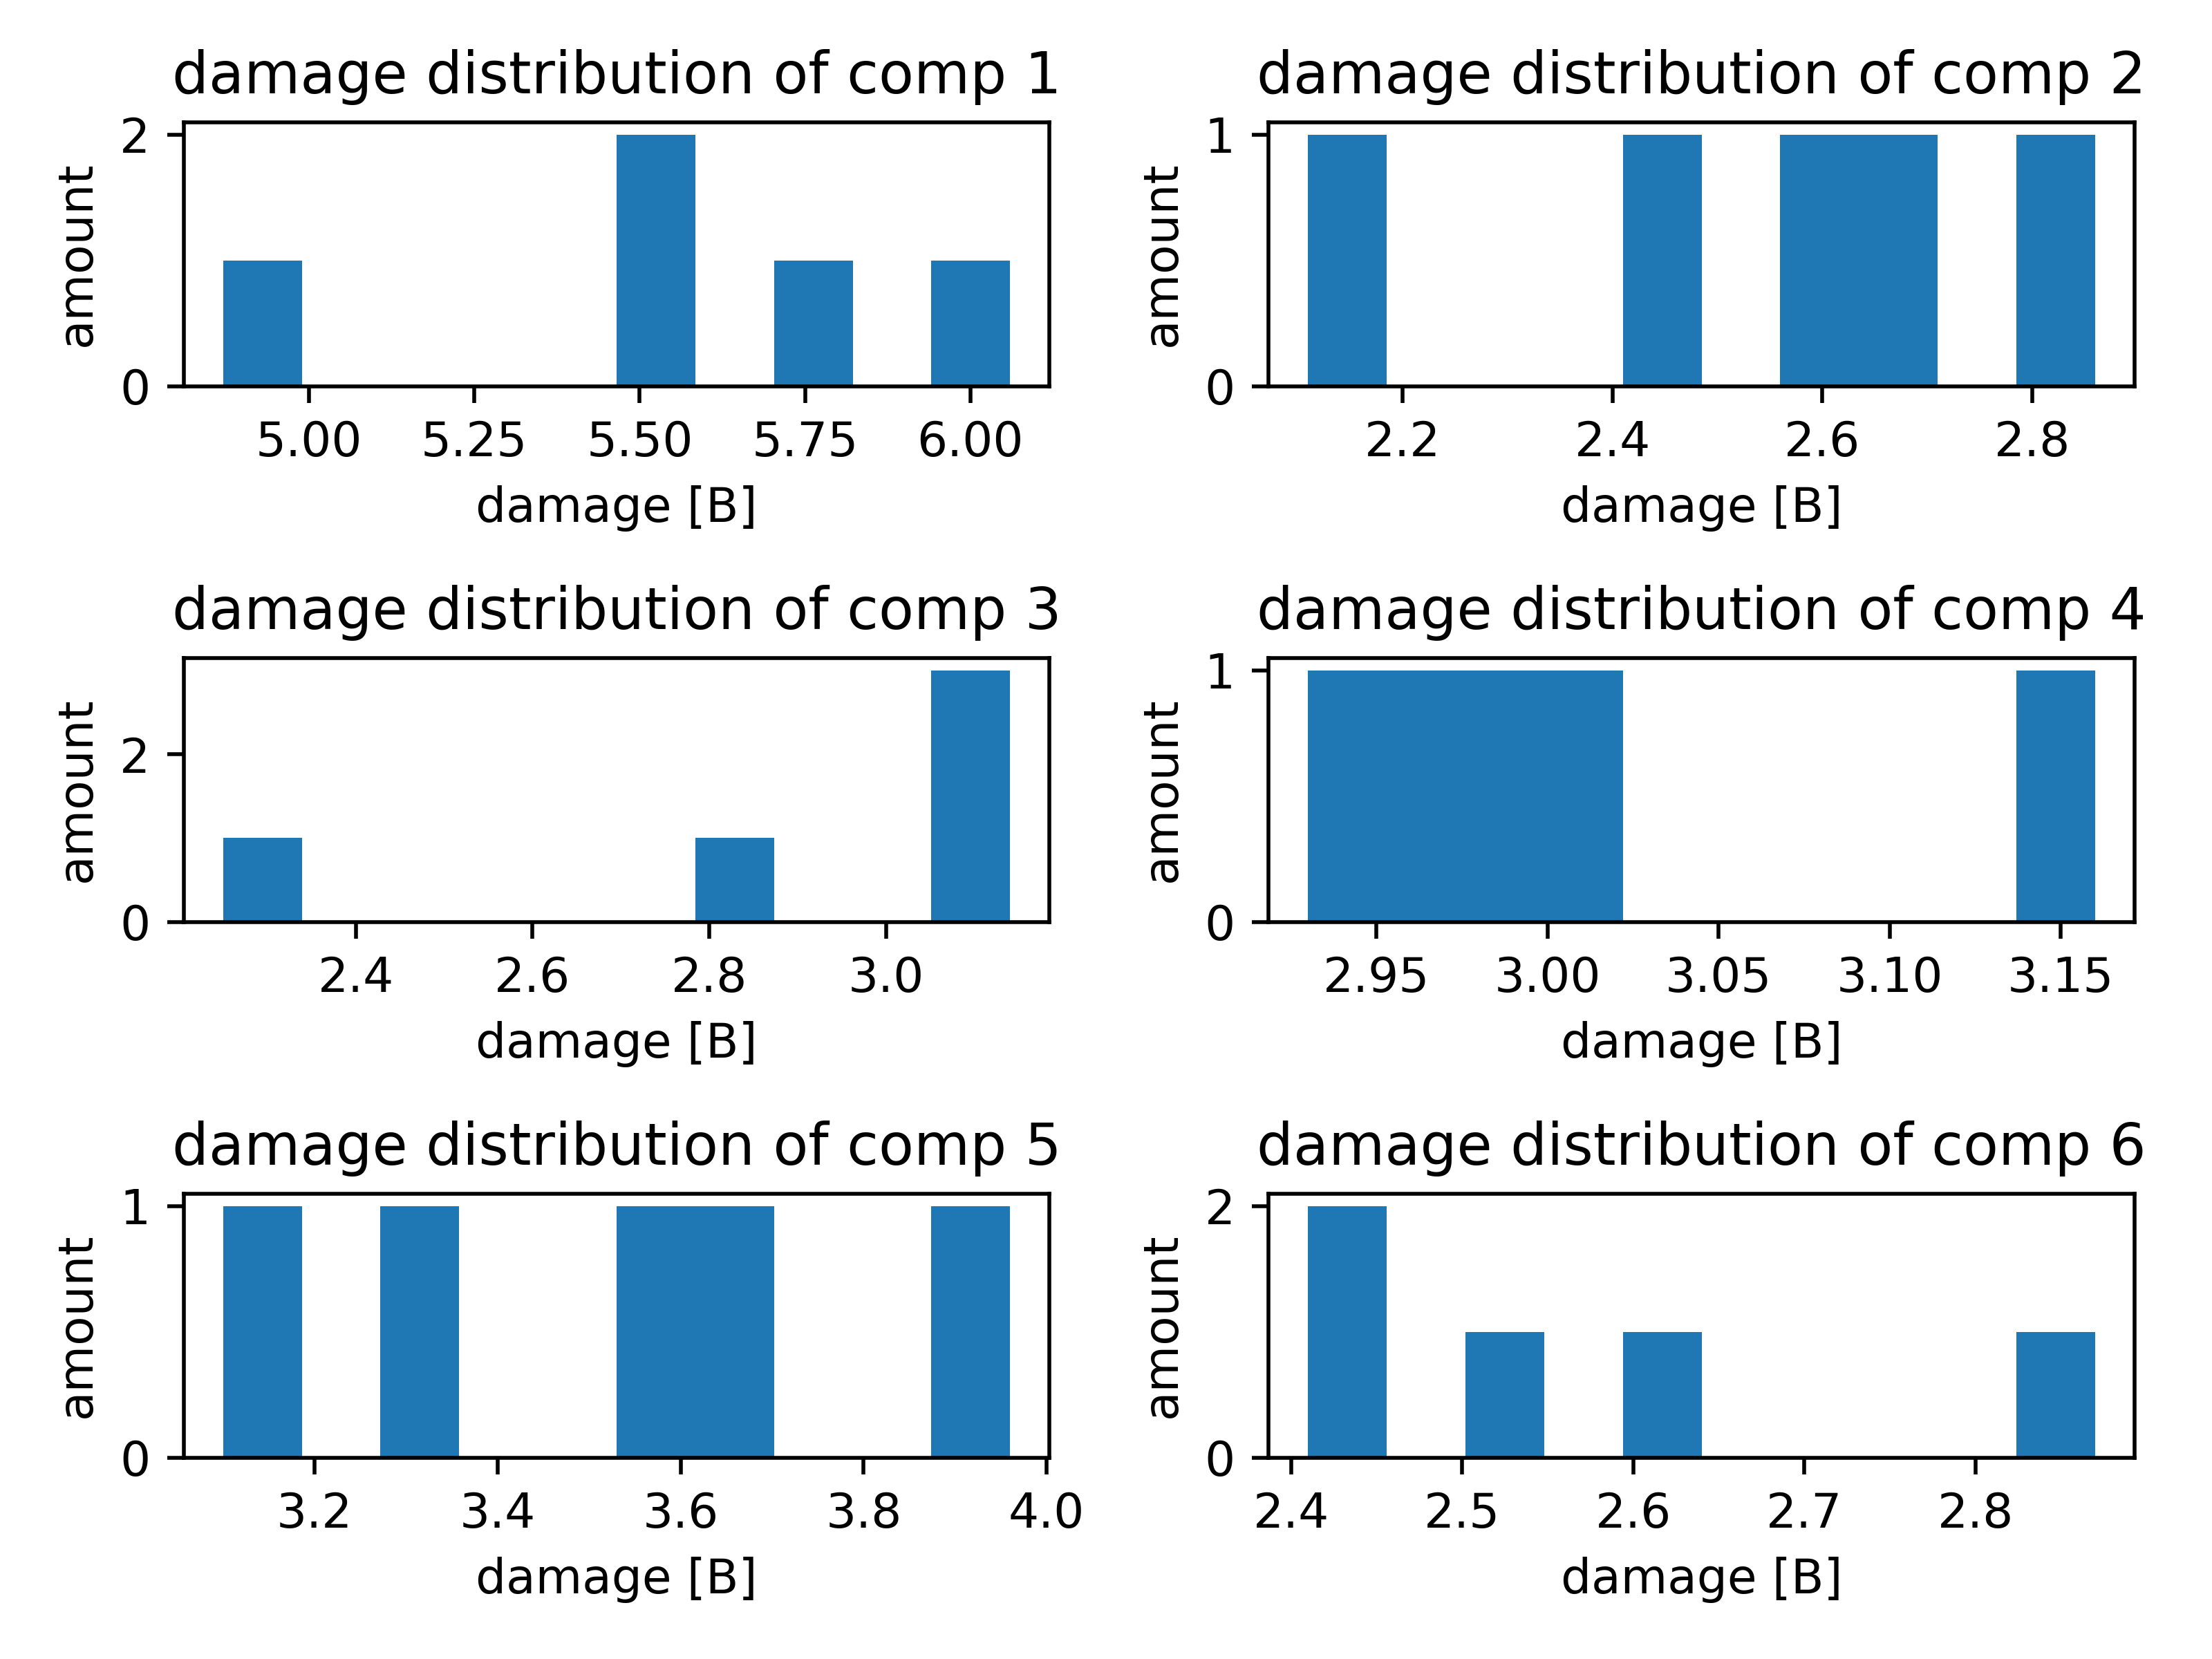 damage distribution of comp 1
amount
2
0
5.00 5.25 5.50 5.75 6.00
damage [B]
damage distribution of comp 2
amount
1
0
2.2 2.4 2.6 2.8
damage [B]
damage distribution of comp 3
amount
2
0
2.4 2.6 2.8 3.0
damage [B]
damage distribution of comp 4
amount
1
0
2.95 3.00 3.05 3.10 3.15
damage [B]
damage distribution of comp 5
amount
1
0
3.2 3.4 3.6 3.8 4.0
damage [B]
damage distribution of comp 6
amount
2
0
2.4 2.5 2.6 2.7 2.8
damage [B]